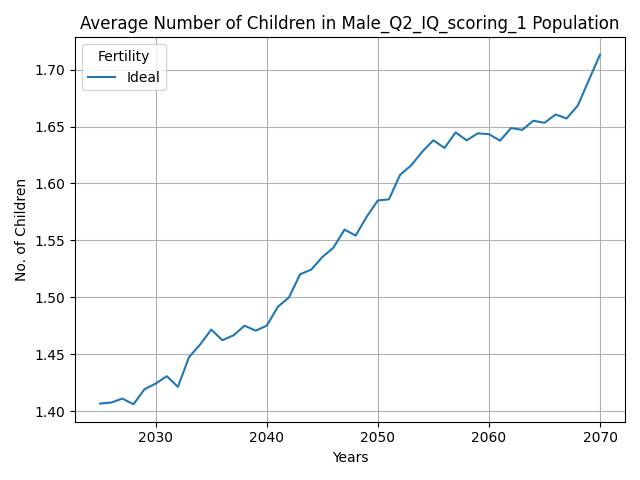 Average Number of Children in Male_Q2_IQ_scoring_1 Population
Fertility
Ideal
No. of Children
1.70
1.65
1.60
1.55
1.50
1.45
1.40
2030 2040 2050 2060 2070
Years